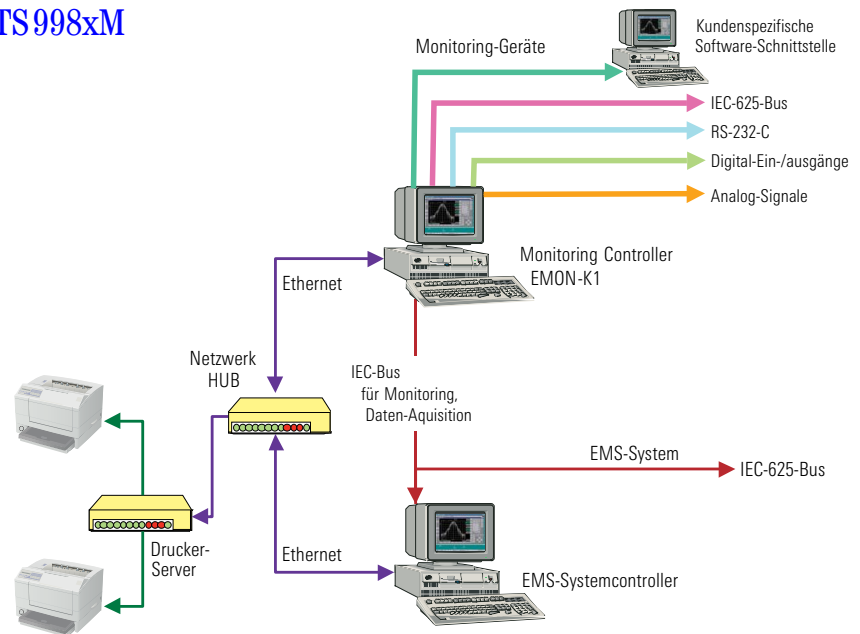 TS 998xM
Monitoring-Geräte
Kundenspezifische
Software-Schnittstelle
IEC-625-Bus
RS-232-C
Digital-Ein-/ausgänge
Analog-Signale
Monitoring Controller
EMON-K1
Ethernet
Netzwerk
HUB
IEC-Bus
für Monitoring,
Daten-Aquisition
EMS-System
IEC-625-Bus
Drucker-
Server
Ethernet
EMS-Systemcontroller